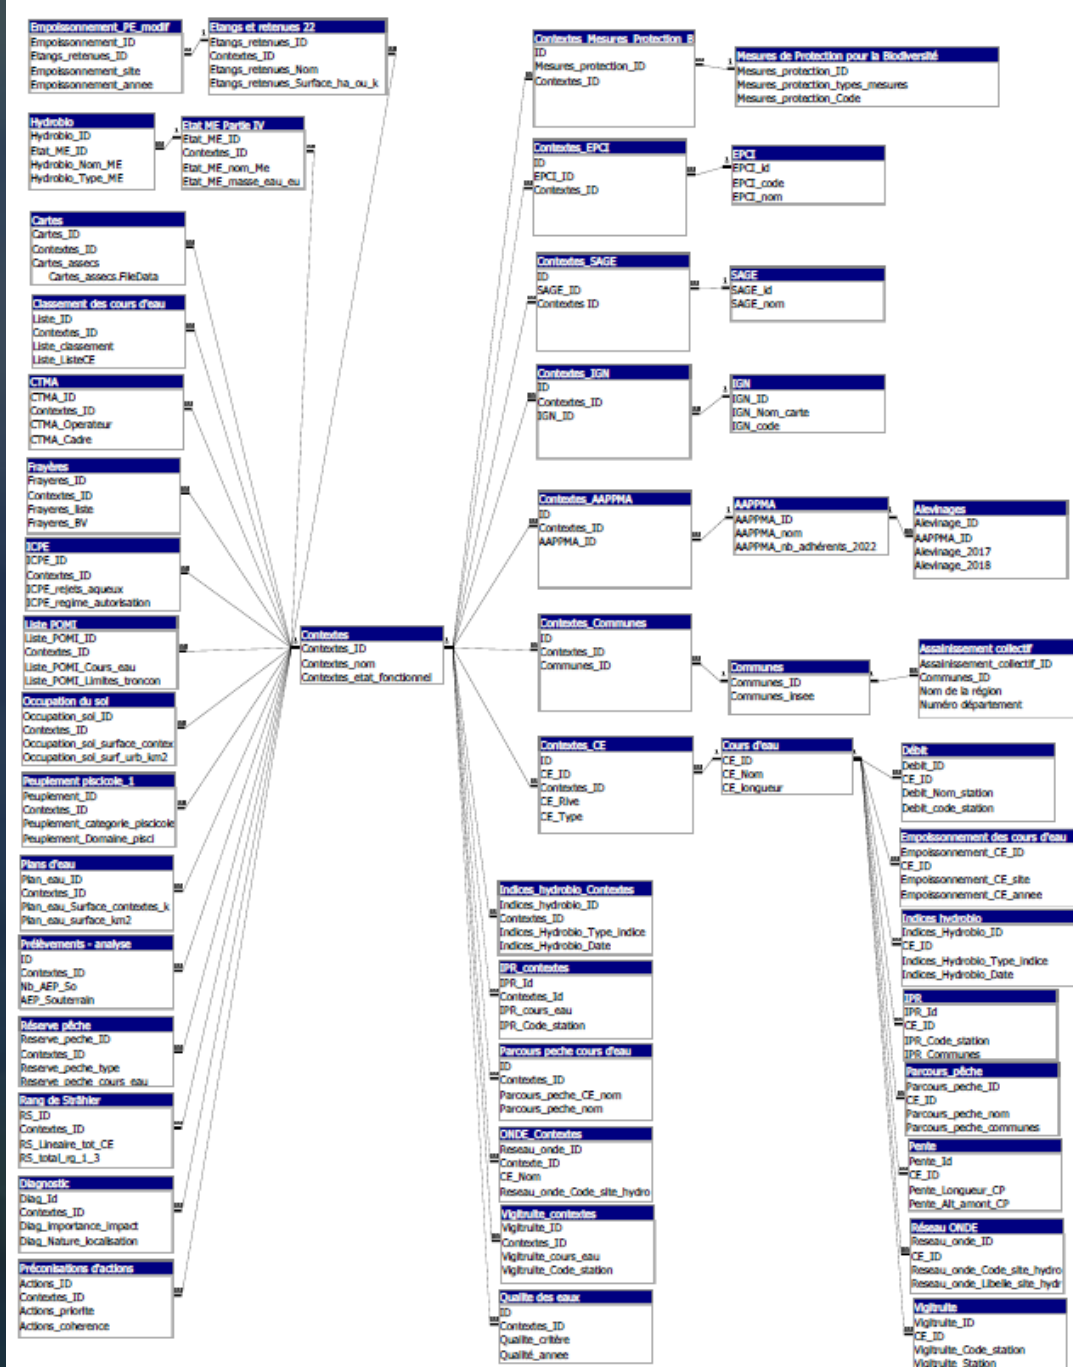 Empoissonnement_PE_modif
Empoissonnement_ID
Etangs_retenues_ID
Empoissonnement_site
Empoissonnement_annee
Etangs et retenues 22
Etangs_retenues_ID
Contextes_ID
Etangs_retenues_Nom
Etangs_retenues_Surface_ha_ou_k
Hydrobio
Hydrobio_ID
Etat_ME_ID
Hydrobio_Nom_ME
Hydrobio_Type_ME
Etat ME Partie IV
Etat_ME_ID
Contextes_ID
Etat_ME_nom_Me
Etat_ME_masse_eau_eu
Cartes
Cartes_ID
Contextes_ID
Cartes_assecs
Cartes_assecs.FileData
Classement des cours d'eau
Liste_ID
Contextes_ID
Liste_classement
Liste_ListeCE
CTMA
CTMA_ID
Contextes_ID
CTMA_Operateur
CTMA_Cadre
Frayères
Frayeres_ID
Contextes_ID
Frayeres_liste
Frayeres_BV
ICPE
ICPE_ID
Contextes_ID
ICPE_rejets_aqueux
ICPE_regime_autorisation
Liste POMI
Liste_POMI_ID
Contextes_ID
Liste_POMI_Cours_eau
Liste_POMI_Limites_troncon
Occupation du sol
Occupation_sol_ID
Contextes_ID
Occupation_sol_surface_contex
Occupation_sol_surf_urb_km2
Peuplement piscicole_1
Peuplement_ID
Contextes_ID
Peuplement_categorie_piscicole
Peuplement_Domaine_pisci
Plans d'eau
Plan_eau_ID
Contextes_ID
Plan_eau_Surface_contextes_k
Plan_eau_surface_km2
Prélèvements - analyse
ID
Contextes_ID
Nb_AEP_So
AEP_Souterrain
Réserve pêche
Reserve_peche_ID
Contextes_ID
Reserve_peche_type
Reserve_peche_cours_eau
Rang de Strähler
RS_ID
Contextes_ID
RS_Lineaire_tot_CE
RS_total_rg_1_3
Diagnostic
Diag_Id
Contextes_ID
Diag_importance_impact
Diag_Nature_localisation
Préconisations d'actions
Actions_ID
Contextes_ID
Actions_priorite
Actions_coherence
Contextes
Contextes_ID
Contextes_nom
Contextes_etat_fonctionnel
Contextes_Mesures_Protection_B
ID
Mesures_protection_ID
Contextes_ID
Mesures de Protection pour la Biodiversité
Mesures_protection_ID
Mesures_protection_types_mesures
Mesures_protection_Code
Contextes_EPCI
ID
EPCI_ID
Contextes_ID
EPCI
EPCI_id
EPCI_code
EPCI_nom
Contextes_SAGE
ID
SAGE_ID
Contextes ID
SAGE
SAGE_id
SAGE_nom
Contextes_IGN
ID
Contextes_ID
IGN_ID
IGN
IGN_ID
IGN_Nom_carte
IGN_code
Contextes_AAPPMA
ID
Contextes_ID
AAPPMA_ID
AAPPMA
AAPPMA_ID
AAPPMA_nom
AAPPMA_nb_adhérents_2022
Alevinages
Alevinage_ID
AAPPMA_ID
Alevinage_2017
Alevinage_2018
Contextes_Communes
ID
Contextes_ID
Communes_ID
Communes
Communes_ID
Communes_insee
Assainissement collectif
Assainissement_collectif_ID
Communes_ID
Nom de la région
Numéro département
Contextes_CE
ID
CE_ID
Contextes_ID
CE_Rive
CE_Type
Cours d'eau
CE_ID
CE_Nom
CE_longueur
Débit
Debit_ID
CE_ID
Debit_Nom_station
Debit_code_station
Empoissonnement des cours d'eau
Empoissonnement_CE_ID
CE_ID
Empoissonnement_CE_site
Empoissonnement_CE_annee
Indices hydrobio
Indices_Hydrobio_ID
CE_ID
Indices_Hydrobio_Type_indice
Indices_Hydrobio_Date
IPR
IPR_Id
CE_ID
IPR_Code_station
IPR_Communes
Parcours_pêche
Parcours_peche_ID
CE_ID
Parcours_peche_nom
Parcours_peche_communes
Pente
Pente_Id
CE_ID
Pente_Longueur_CP
Pente_Alt_amont_CP
Réseau ONDE
Reseau_onde_ID
CE_ID
Reseau_onde_Code_site_hydro
Reseau_onde_Libelle_site_hydr
Vigitruite
Vigitruite_ID
CE_ID
Vigitruite_Code_station
Vigitruite_Station
Indices_hydrobio_Contextes
Indices_hydrobio_ID
Contextes_ID
Indices_Hydrobio_Type_indice
Indices_Hydrobio_Date
IPR_contextes
IPR_Id
Contextes_Id
IPR_cours_eau
IPR_Code_station
Parcours peche cours d'eau
ID
Contextes_ID
Parcours_peche_CE_nom
Parcours_peche_nom
ONDE_Contextes
Reseau_onde_ID
Contexte_ID
CE_Nom
Reseau_onde_Code_site_hydro
Vigitruite_contextes
Vigitruite_ID
Contextes_ID
Vigitruite_cours_eau
Vigitruite_Code_station
Qualite des eaux
ID
Contextes_ID
Qualite_critère
Qualité_annee